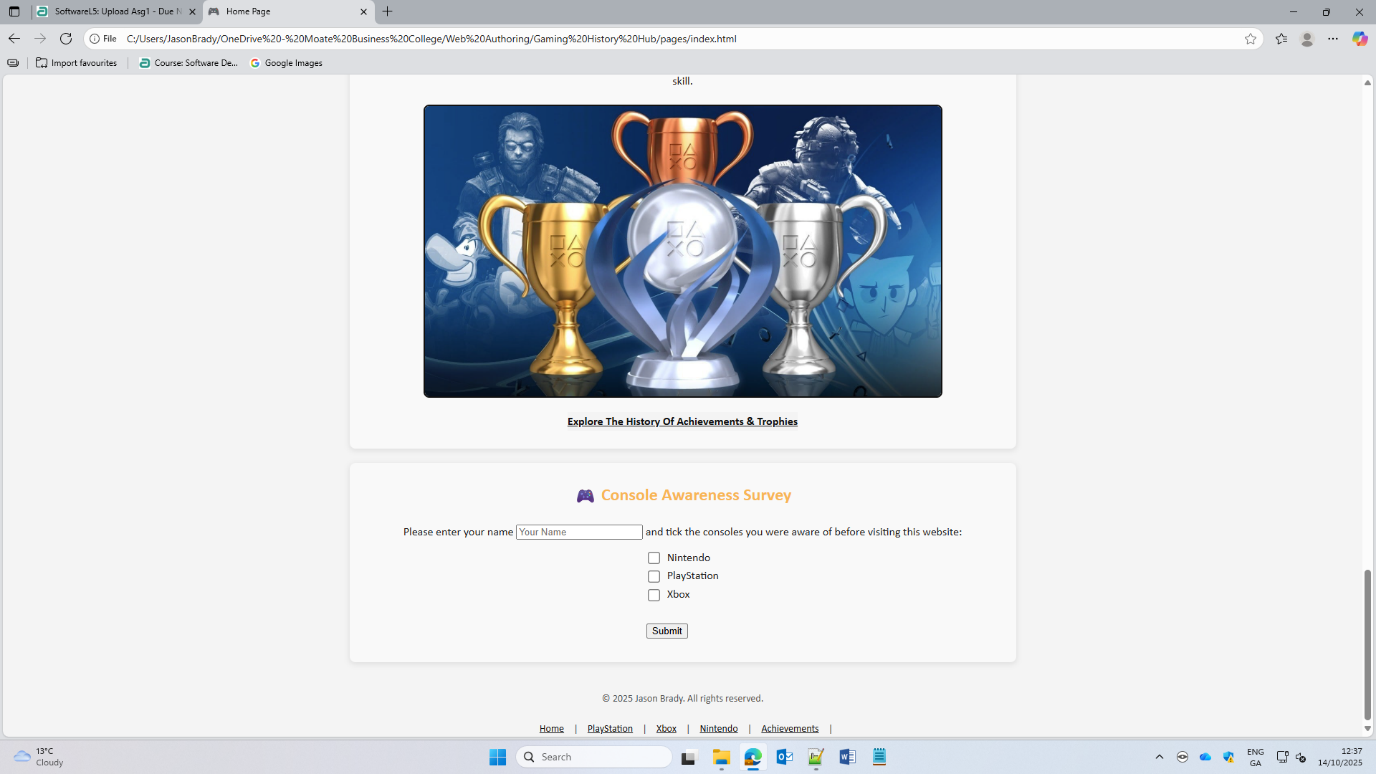 SoftwareL5: Upload Asg1 - Due N
Home Page
File
C:/Users/JasonBrady/OneDrive%20-%20Moate%20Business%20College/Web%20Authoring/Gaming%20History%20Hub/pages/index.html
Import favourites
Course: Software De...
Google Images
skill.
Explore The History Of Achievements & Trophies
Console Awareness Survey
Please enter your name Your Name and tick the consoles you were aware of before visiting this website:
Nintendo
PlayStation
Xbox
Submit
© 2025 Jason Brady. All rights reserved.
Home | PlayStation | Xbox | Nintendo | Achievements |
13°C
Cloudy
Search
ENG
GA
12:37
14/10/2025